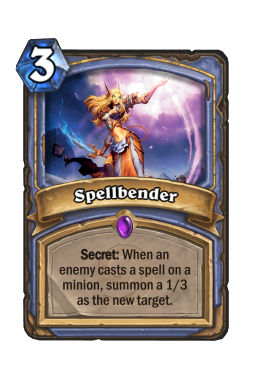 3
Spellbender
Secret: When an
enemy casts a spell on a
minion, summon a 1/3
as the new target.